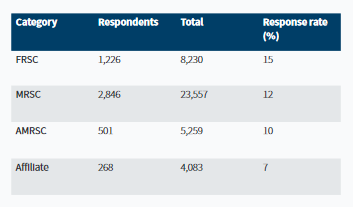 Category Respondents Total Response rate
(%)
FRSC 1,226 8,230 15
MRSC 2,846 23,557 12
AMRSC 501 5,259 10
Affiliate 268 4,083 7